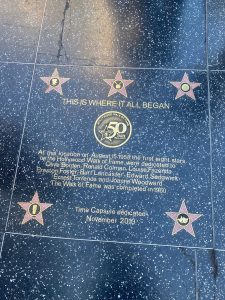 THIS IS WHERE IT ALL BEGAN
50
At this location on August 15, 1958 the first eight stars
on the Hollywood Walk of Fame were dedicated to
Olive Borden, Ronald Colman, Louise Fazenda,
Preston Foster, Burt Lancaster, Edward Sedgwick,
Ernest Torrence and Joanne Woodward
The Walk of Fame was completed in 1960
Time Capsule dedicated
November 2010